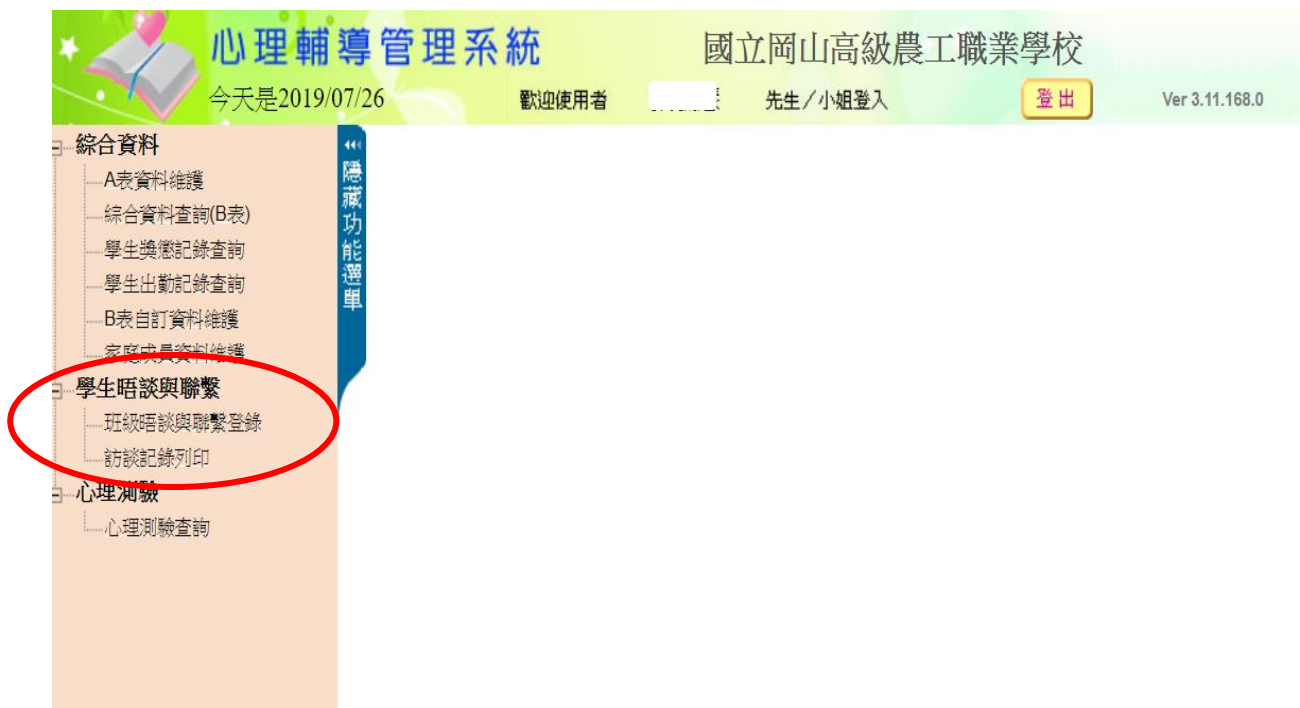 心理輔導管理系統
國立岡山高級農工職業學校
今天是2019/07/26
歡迎使用者 先生／小姐登入
登出
Ver 3.11.168.0
綜合資料
A表資料維護
綜合資料查詢(B表)
學生獎懲記錄查詢
學生出勤記錄查詢
B表自訂資料維護
家庭成員資料維護
學生晤談與聯繫
班級晤談與聯繫登錄
訪談記錄列印
心理測驗
心理測驗查詢
隱藏功能選單